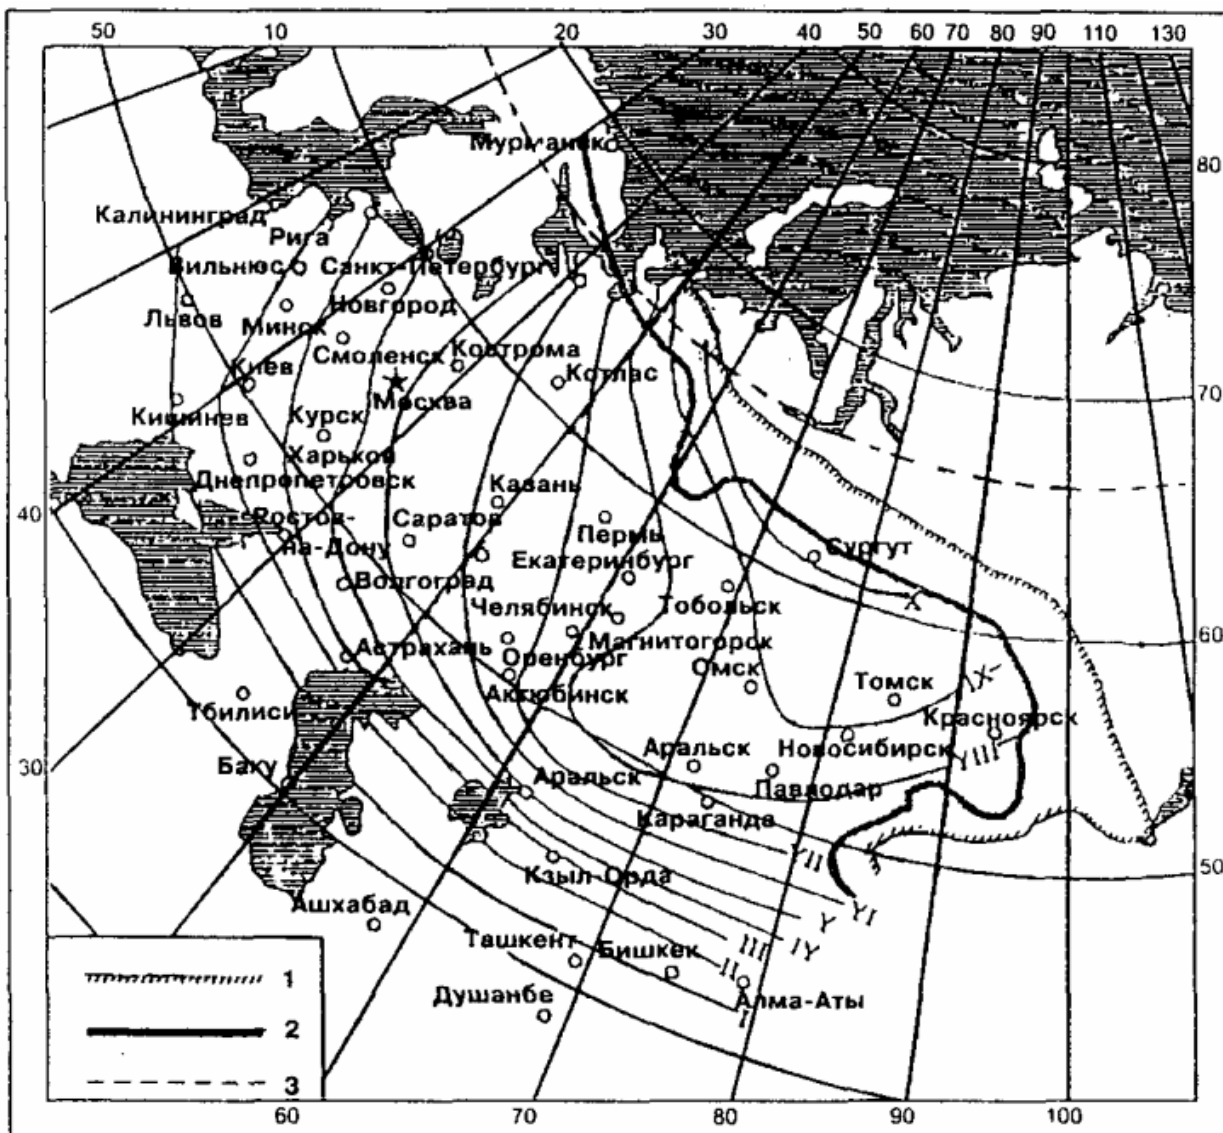 50 10 20 30 40 50 60 70 80 90 110 130
Мурманск
80
Калининград
Рига
Вильнюс Санкт-Петербург
Новгород
Львов Минск
Смоленск Кострома
Киев Котлас
Москва
70
Кишинев Курск
Харьков
Днепропетровск
Казань
40
Ростов-
на-Дону
Саратов
Пермь
Екатеринбург
Сургут
Волгоград
X
Челябинск Тобольск
60
Астрахань
Магнитогорск
Оренбург
Омск
Актюбинск
Томск IX
Тбилиси
Красноярск
Аральск Новосибирск YIII
30
Баку
Аральск
Павлодар
Караганда
YII
50
Кзыл-Орда
YI
Ашхабад
Y
IY
III
Ташкент Бишкек
II
Душанбе
Алма-Аты
I
1
2
3
60 70 80 90 100